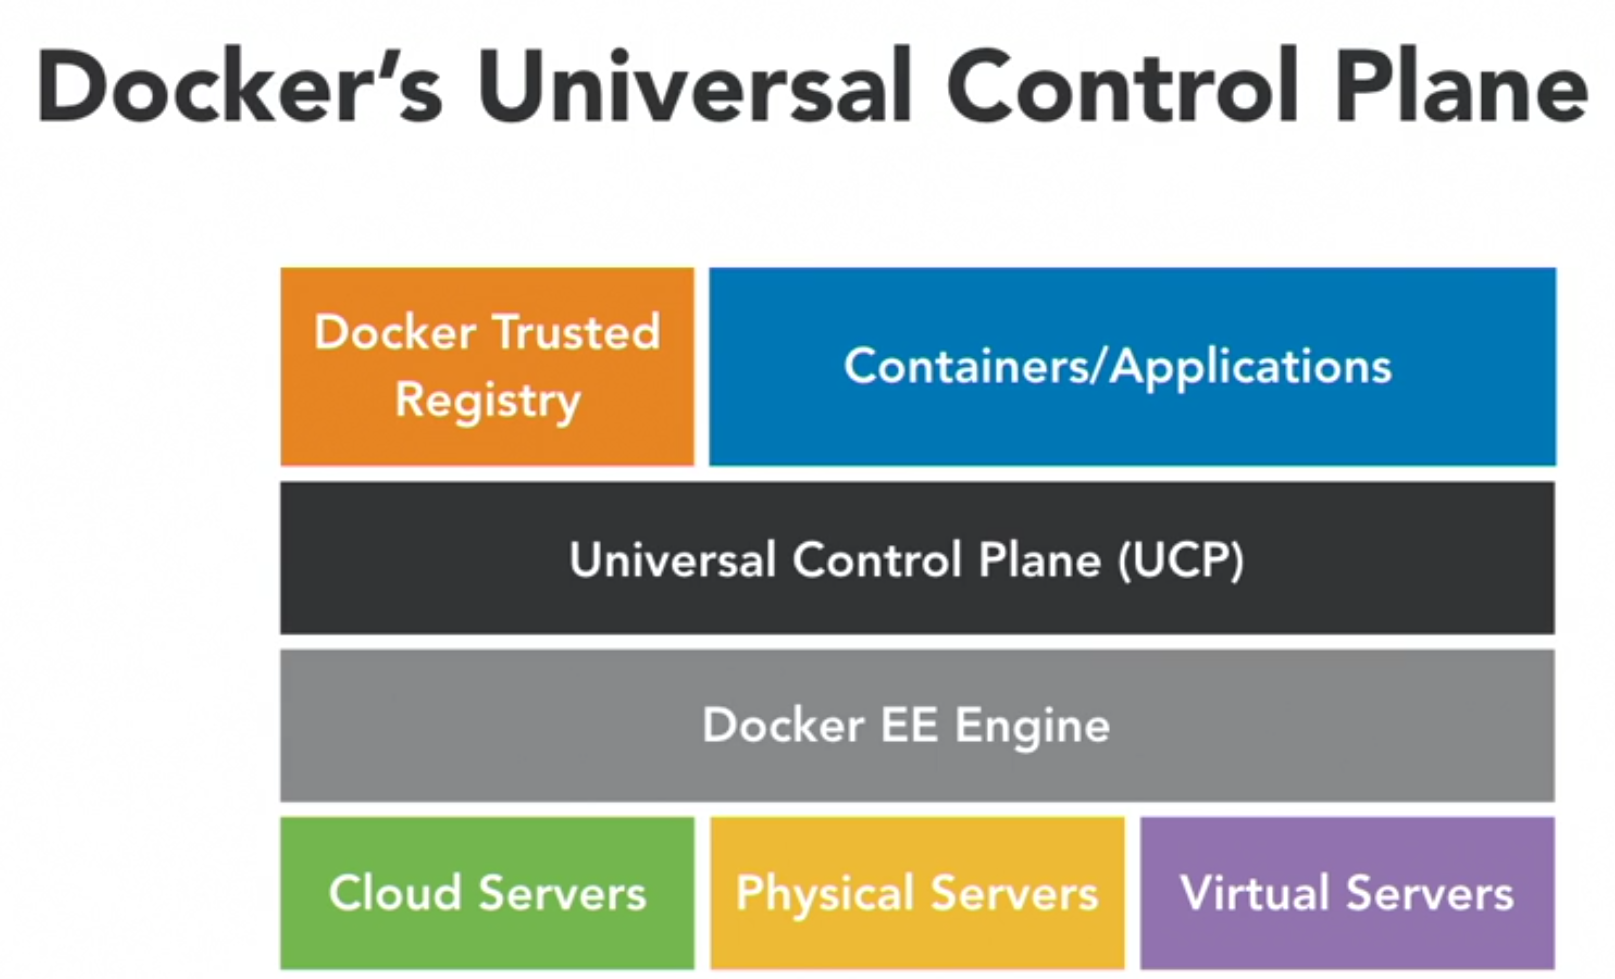 Docker’s Universal Control Plane
Docker Trusted
Registry
Containers/Applications
Universal Control Plane (UCP)
Docker EE Engine
Cloud Servers
Physical Servers
Virtual Servers